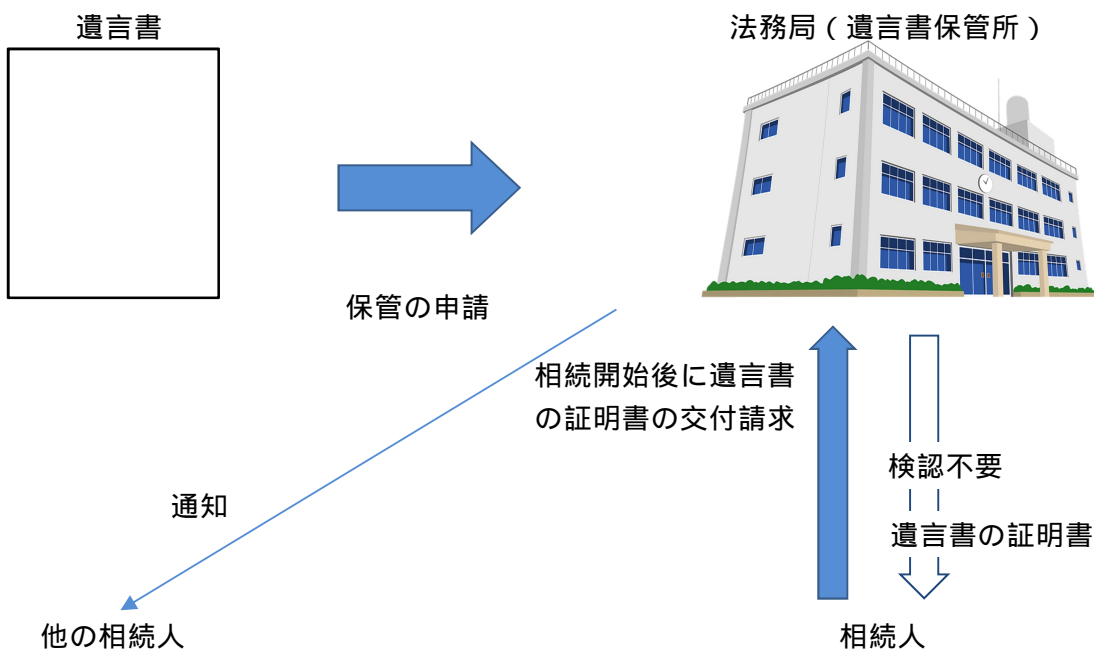 遺言書
法務局(遺言書保管所)
保管の申請
相続開始後に遺言書
の証明書の交付請求
検認不要
通知
遺言書の証明書
他の相続人
相続人